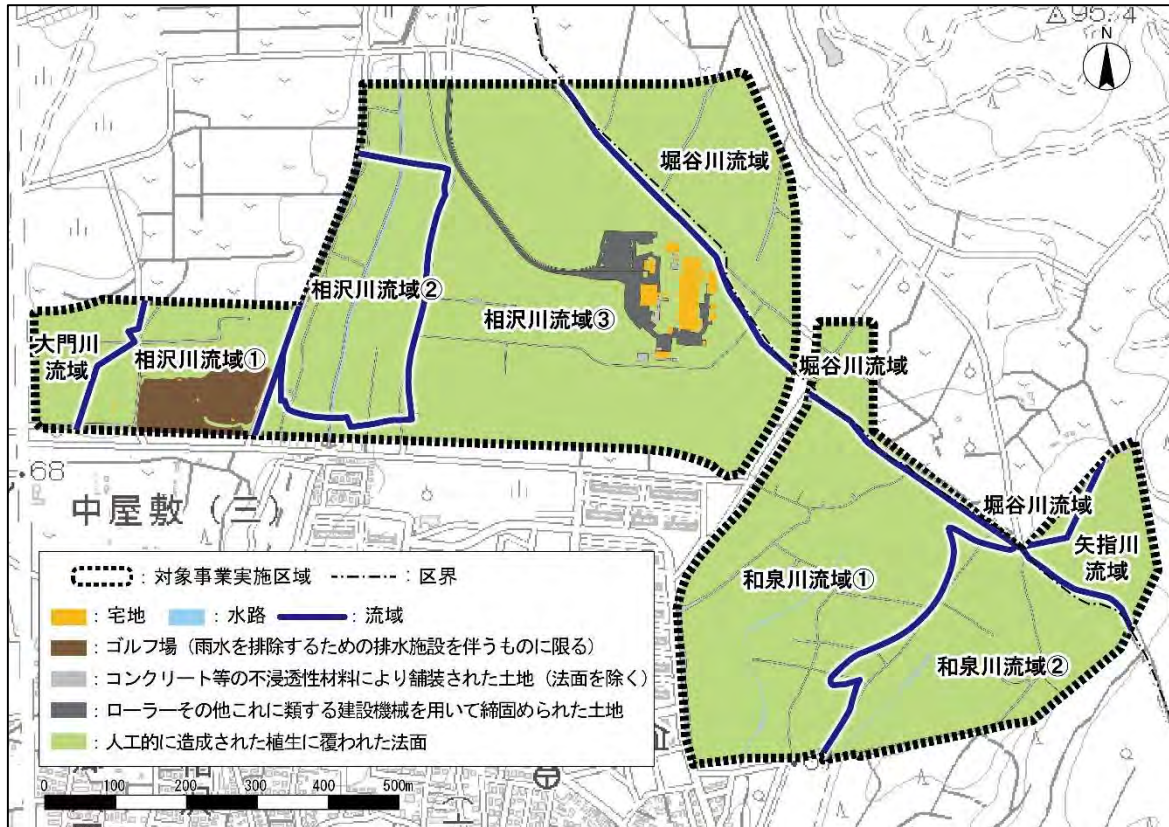 △95.4
N
堀谷川流域
相沢川流域②
相沢川流域③
大門川
流域
相沢川流域①
堀谷川流域
68
中屋敷（三）
堀谷川流域
矢指川
流域
和泉川流域①
和泉川流域②
：対象事業実施区域
：区界
：宅地
：水路
：流域
：ゴルフ場（雨水を排除するための排水施設を伴うものに限る）
：コンクリート等の不浸透性材料により舗装された土地（法面を除く）
：ローラーその他これに類する建設機械を用いて締固められた土地
：人工的に造成された植生に覆われた法面
0 100 200 300 400 500m